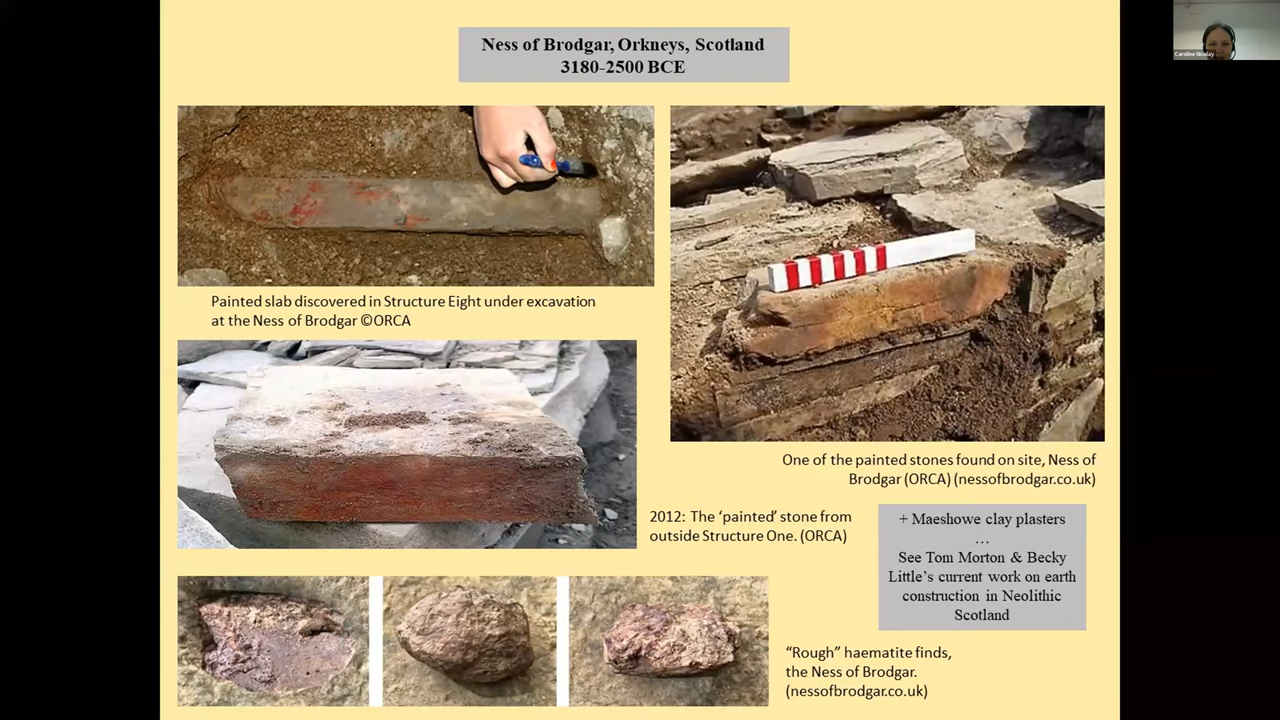 Ness of Brodgar, Orkneys, Scotland
3180-2500 BCE
Caroline Nicolay
Painted slab discovered in Structure Eight under excavation
at the Ness of Brodgar ©ORCA
One of the painted stones found on site, Ness of
Brodgar (ORCA) (nessofbrodgar.co.uk)
2012: The ‘painted’ stone from
outside Structure One. (ORCA)
+ Maeshowe clay plasters
…
See Tom Morton & Becky
Little’s current work on earth
construction in Neolithic
Scotland
“Rough” haematite finds,
the Ness of Brodgar.
(nessofbrodgar.co.uk)